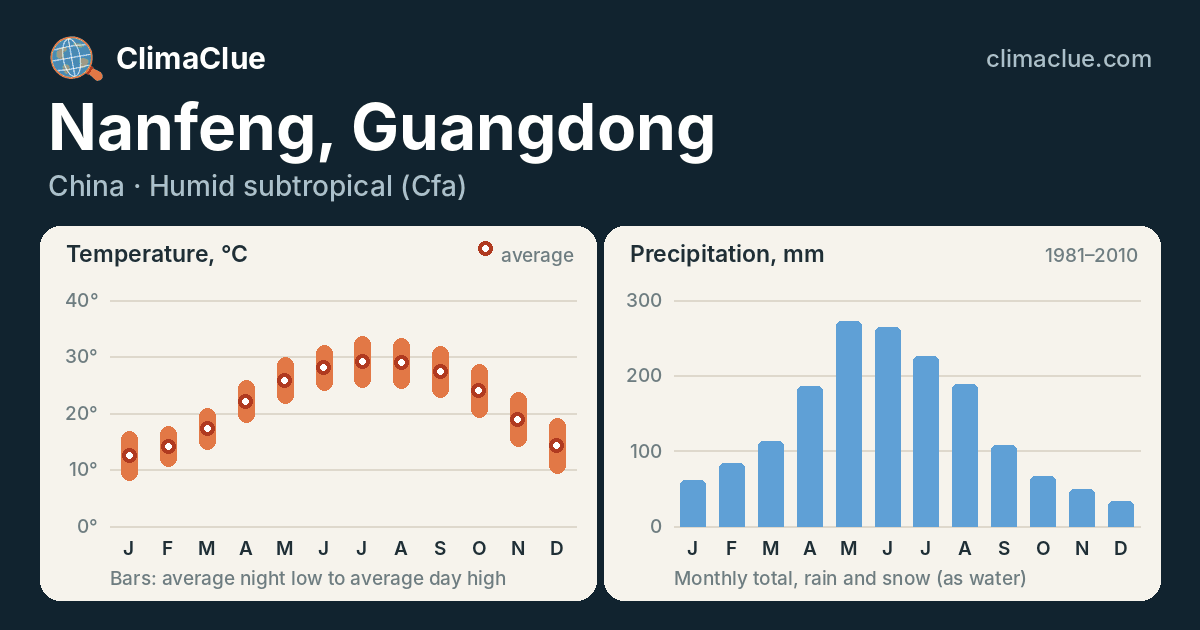 ClimaClue
climaclue.com
Nanfeng, Guangdong
China · Humid subtropical (Cfa)
Temperature, °C
average
40°
30°
20°
10°
0°
J F M A M J J A S O N D
Bars: average night low to average day high
Precipitation, mm
1981–2010
300
200
100
0
J F M A M J J A S O N D
Monthly total, rain and snow (as water)